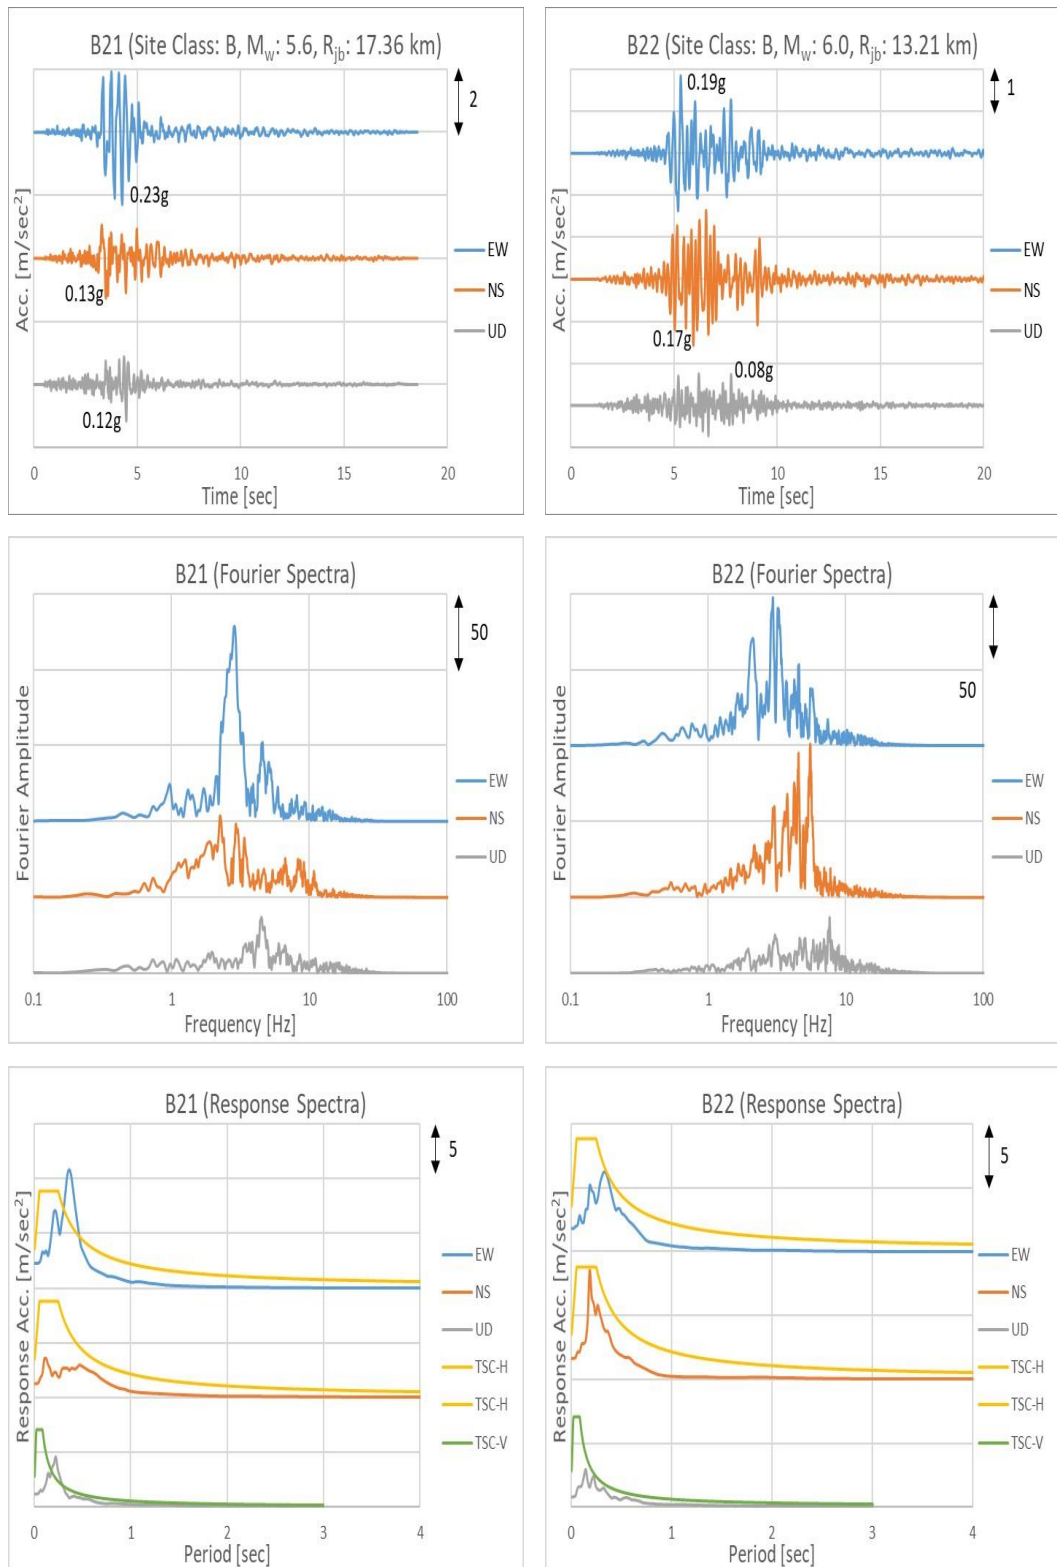 B21 (Site Class: B, Mw: 5.6, Rjb: 17.36 km)
2
0.23g
0.13g
0.12g
Acc. [m/sec²]
EW
NS
UD
0 5 10 15 20
Time [sec]
B22 (Site Class: B, Mw: 6.0, Rjb: 13.21 km)
1
0.19g
0.17g
0.08g
Acc. [m/sec²]
EW
NS
UD
0 5 10 15 20
Time [sec]
B21 (Fourier Spectra)
50
Fourier Amplitude
EW
NS
UD
0.1 1 10 100
Frequency [Hz]
B22 (Fourier Spectra)
50
Fourier Amplitude
EW
NS
UD
0.1 1 10 100
Frequency [Hz]
B21 (Response Spectra)
5
Response Acc. [m/sec²]
EW
NS
UD
TSC-H
TSC-H
TSC-V
0 1 2 3 4
Period [sec]
B22 (Response Spectra)
5
Response Acc. [m/sec²]
EW
NS
UD
TSC-H
TSC-H
TSC-V
0 1 2 3 4
Period [sec]